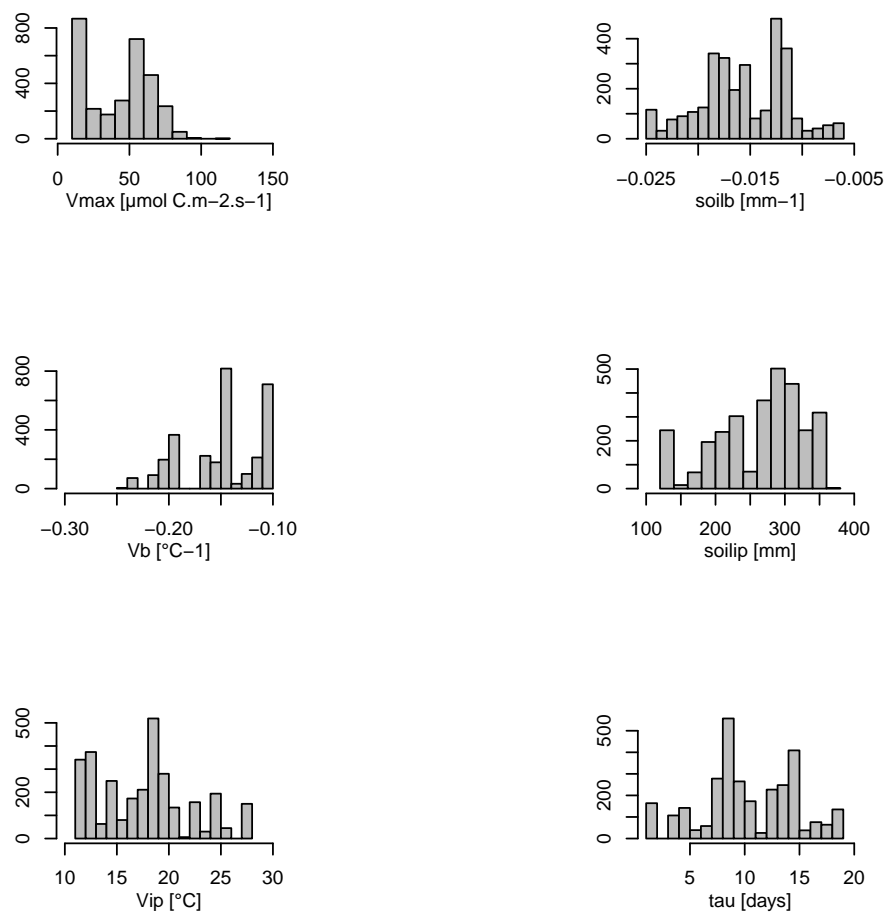 0 400 800
0 50 100 150
Vmax [µmol C.m−2.s−1]
0 200 400
−0.025 −0.015 −0.005
soilb [mm−1]
0 400 800
−0.30 −0.20 −0.10
Vb [°C−1]
0 200 500
100 200 300 400
soilip [mm]
0 200 500
10 15 20 25 30
Vip [°C]
0 200 500
5 10 15 20
tau [days]